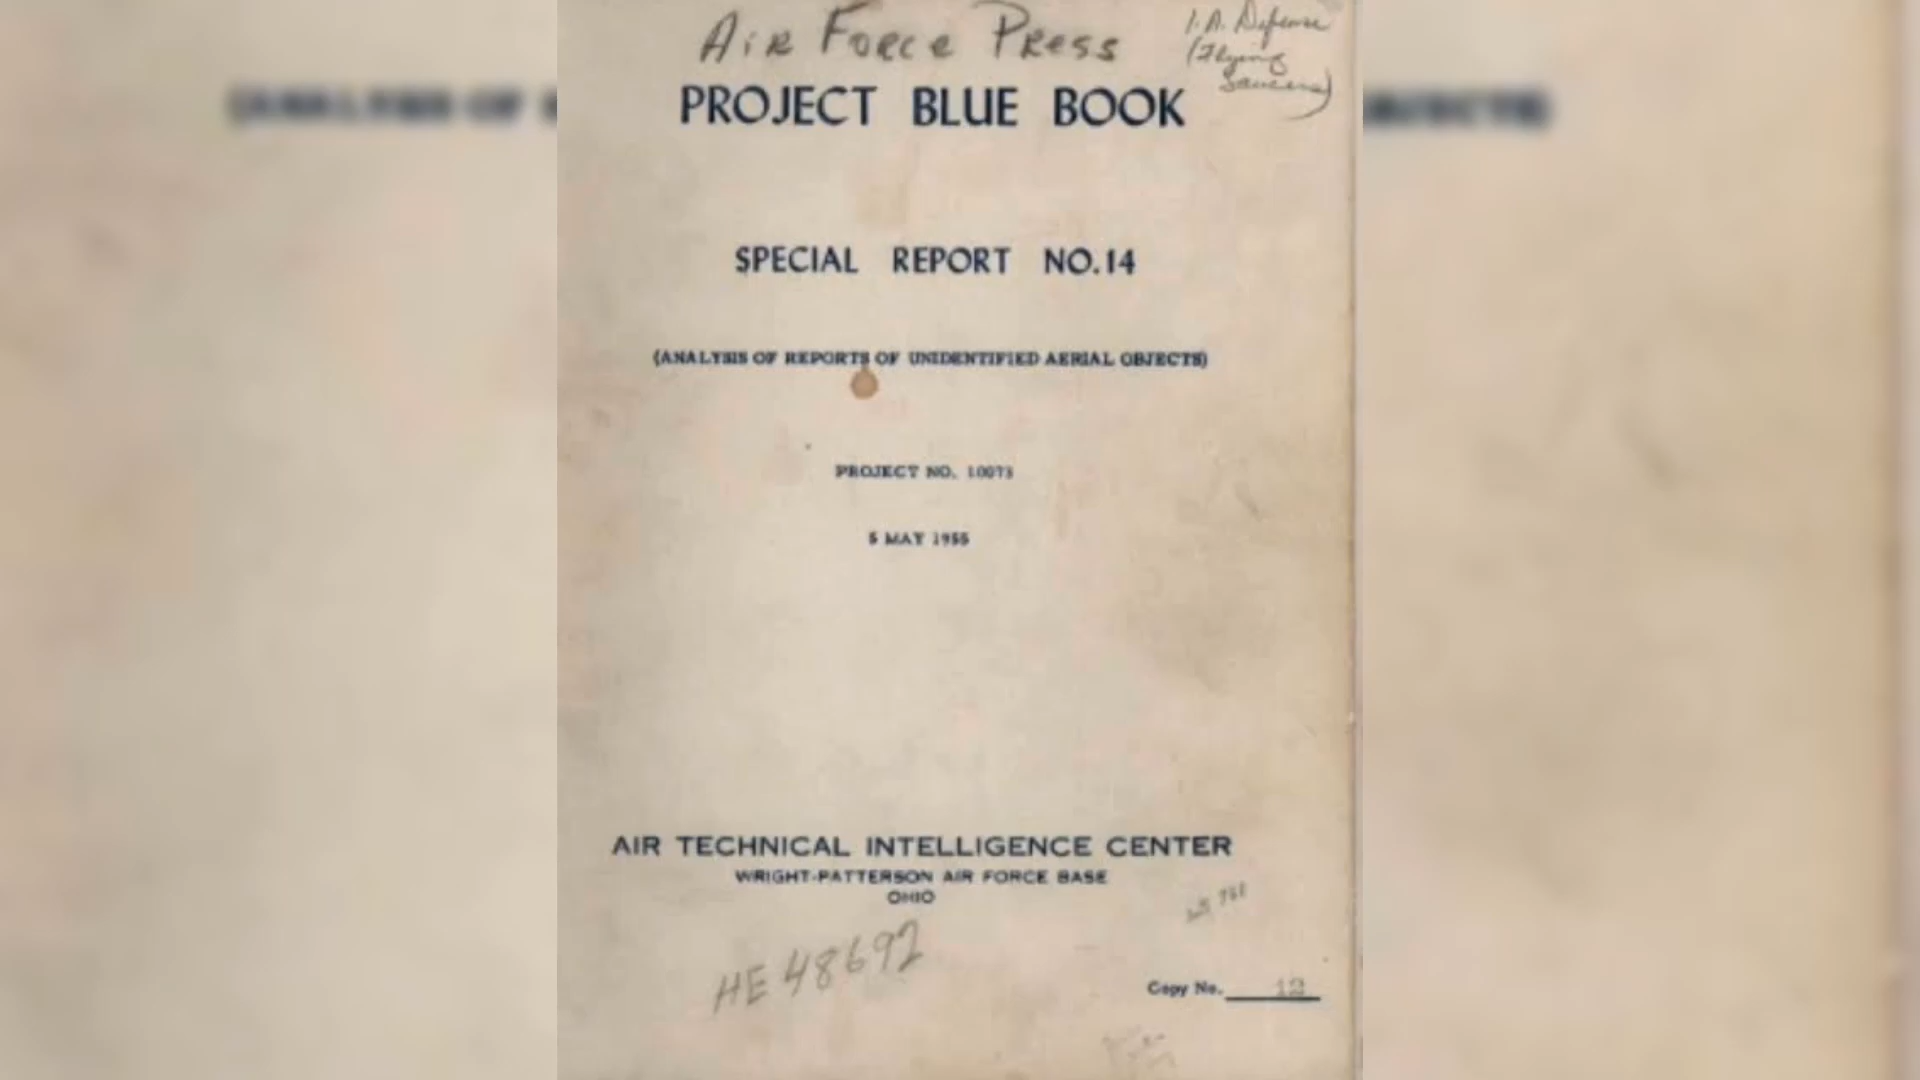 AiR FoRce PRess
(Flying
PROJECT BLUE BOOK
SPECIAL REPORT NO.14
(ANALYSIS OF REPORTS OF UNIDENTIFIED AERIAL OBJECTS)
PROJECT NO. 10073
5 MAY 1955
AIR TECHNICAL INTELLIGENCE CENTER
WRIGHT-PATTERSON AIR FORCE BASE
OHIO
HE 48692
Copy No. 12